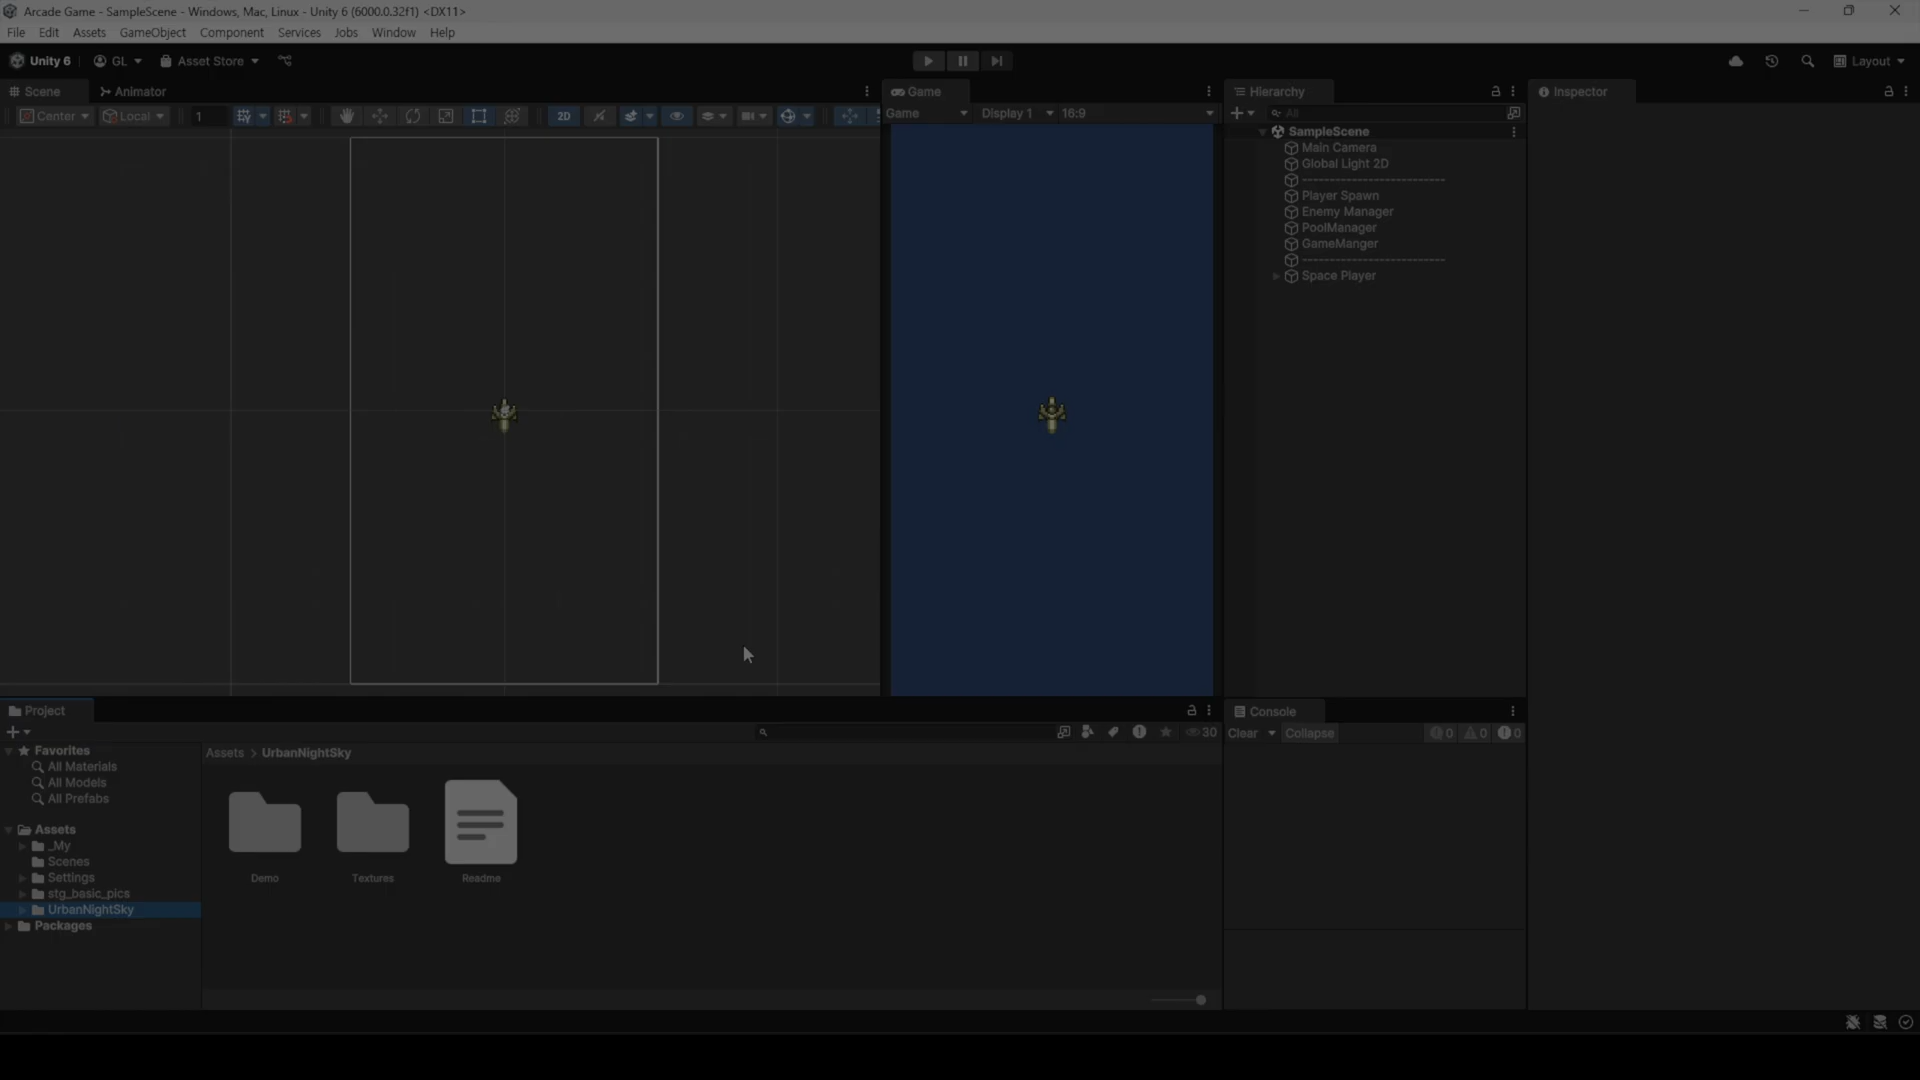 Arcade Game - SampleScene - Windows, Mac, Linux - Unity 6 (6000.0.32f1) <DX11>
File Edit Assets GameObject Component Services Jobs Window Help
Unity 6 GL Asset Store Layout
Scene Animator
Center Local 1 2D
Game
Game Display 1 16:9
Hierarchy
All
SampleScene
Main Camera
Global Light 2D
--------------------------
Player Spawn
Enemy Manager
PoolManager
GameManger
--------------------------
Space Player
Inspector
Project
30
Favorites
All Materials
All Models
All Prefabs
Assets
_My
Scenes
Settings
stg_basic_pics
UrbanNightSky
Packages
Assets > UrbanNightSky
Demo Textures Readme
Console
Clear Collapse 0 0 0